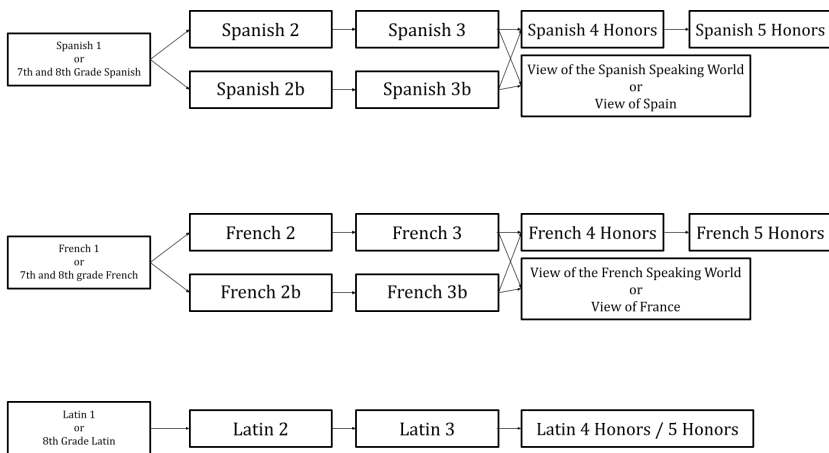 Spanish 1
or
7th and 8th Grade Spanish
Spanish 2
Spanish 3
Spanish 4 Honors
Spanish 5 Honors
Spanish 2b
Spanish 3b
View of the Spanish Speaking World
or
View of Spain
French 1
or
7th and 8th grade French
French 2
French 3
French 4 Honors
French 5 Honors
French 2b
French 3b
View of the French Speaking World
or
View of France
Latin 1
or
8th Grade Latin
Latin 2
Latin 3
Latin 4 Honors / 5 Honors